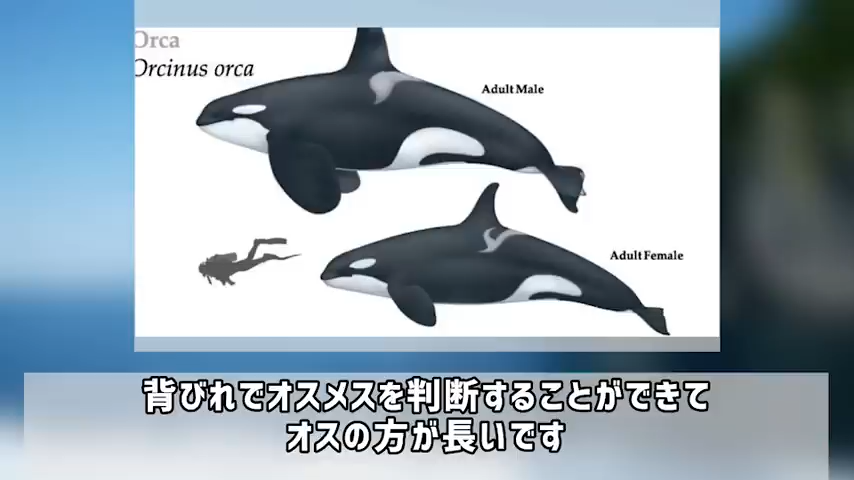 Orca
Orcinus orca
Adult Male
Adult Female
背びれでオスメスを判断することができて
オスの方が長いです